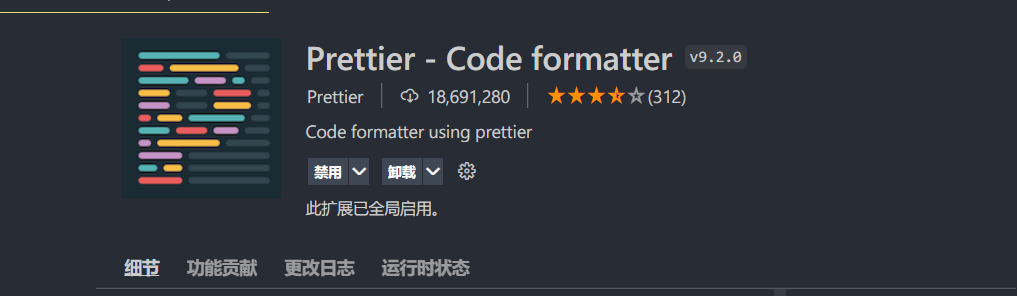 Prettier - Code formatter v9.2.0
Prettier 18,691,280 (312)
Code formatter using prettier
禁用 卸载
此扩展已全局启用。
细节 功能贡献 更改日志 运行时状态